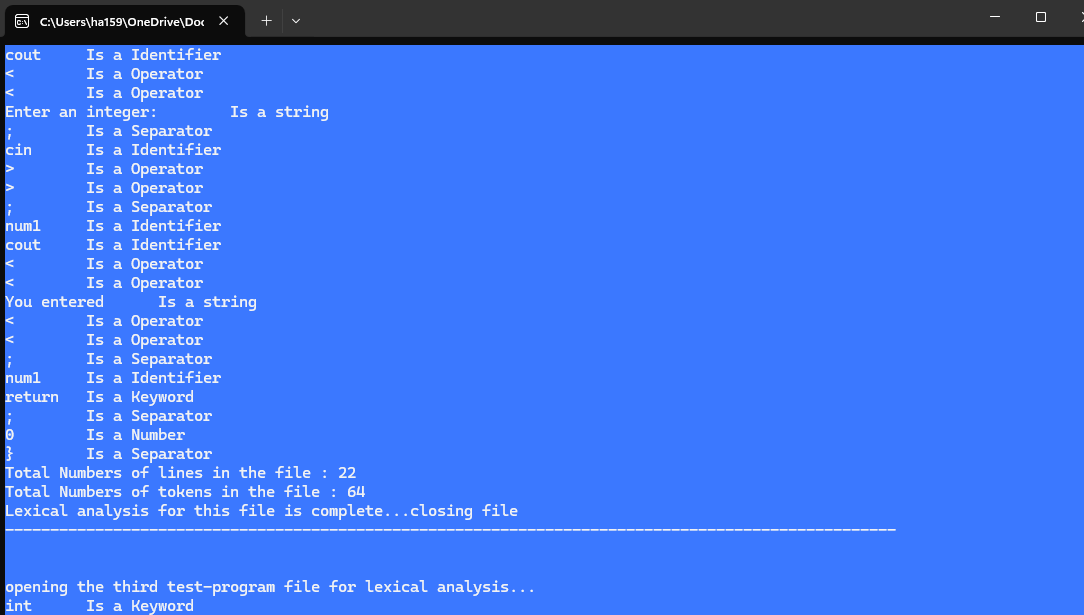 C:\Users\ha159\OneDrive\Doc
cout Is a Identifier
< Is a Operator
< Is a Operator
Enter an integer: Is a string
; Is a Separator
cin Is a Identifier
> Is a Operator
> Is a Operator
; Is a Separator
num1 Is a Identifier
cout Is a Identifier
< Is a Operator
< Is a Operator
You entered Is a string
< Is a Operator
< Is a Operator
; Is a Separator
num1 Is a Identifier
return Is a Keyword
; Is a Separator
0 Is a Number
} Is a Separator
Total Numbers of lines in the file : 22
Total Numbers of tokens in the file : 64
Lexical analysis for this file is complete...closing file
---------------------------------------------------------------------------------------------------
opening the third test-program file for lexical analysis...
int Is a Keyword